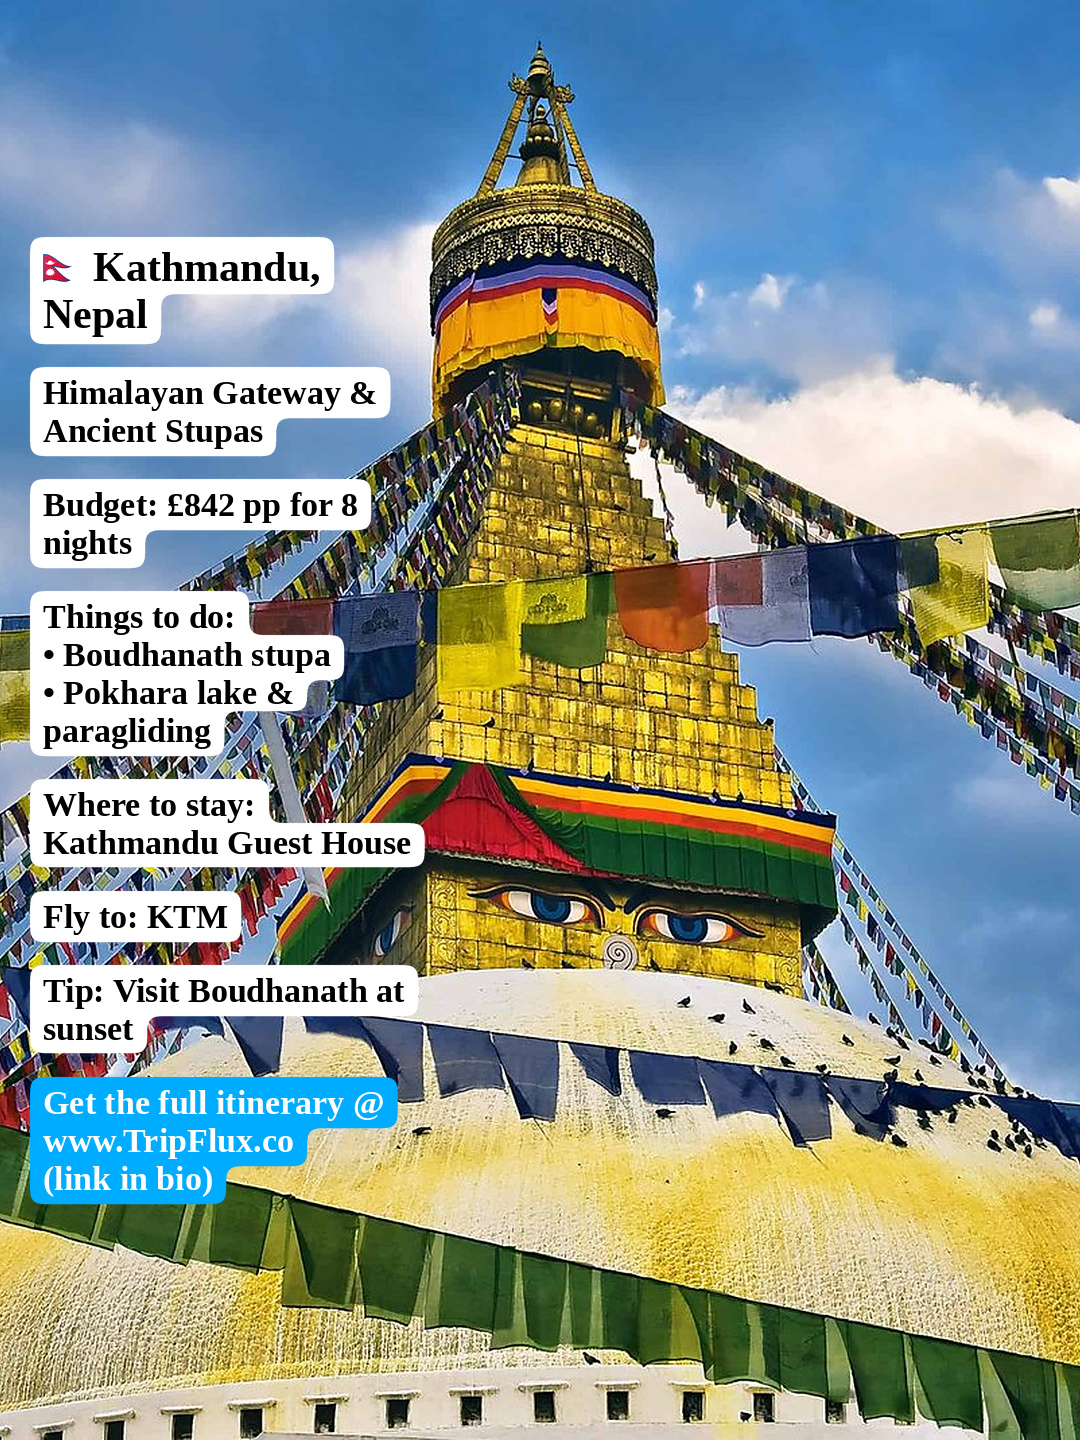 🇳🇵 Kathmandu,
Nepal
Himalayan Gateway &
Ancient Stupas
Budget: £842 pp for 8
nights
Things to do:
• Boudhanath stupa
• Pokhara lake &
paragliding
Where to stay:
Kathmandu Guest House
Fly to: KTM
Tip: Visit Boudhanath at
sunset
Get the full itinerary @
www.TripFlux.co
(link in bio)